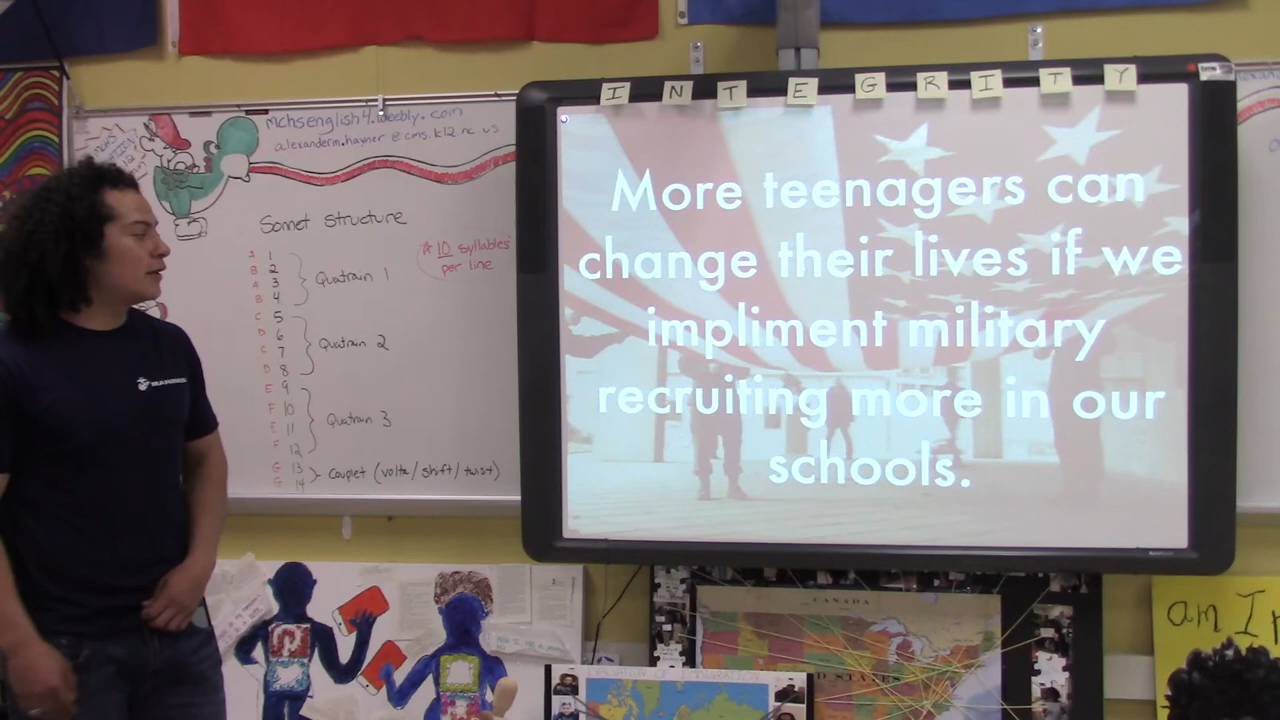 mchsenglish4.weebly.com
alexanderm.hayner@cms.k12.nc.us
Sonnet structure
* 10 syllables
per line
A 1
B 2
A 3
B 4
Quatrain 1
C 5
D 6
C 7
D 8
Quatrain 2
E 9
F 10
E 11
F 12
Quatrain 3
G 13
G 14
Couplet (volta/shift/twist)
INTEGRITY
More teenagers can
change their lives if we
impliment military
recruiting more in our
schools.
MARINES
CANADA
am I